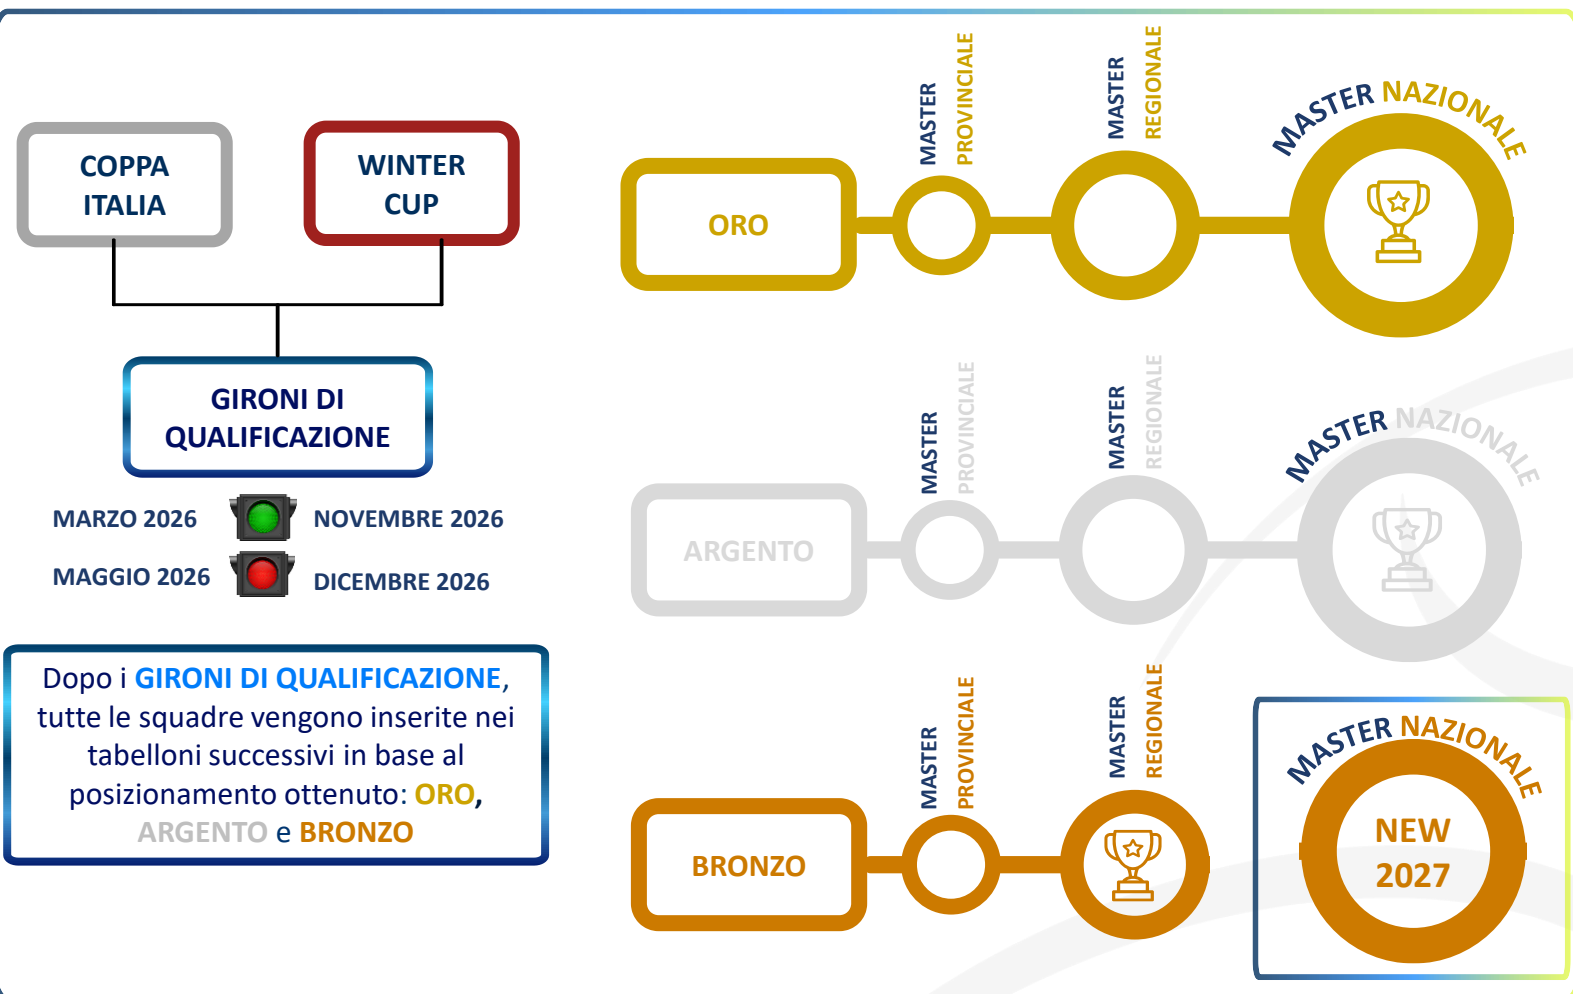 COPPA
ITALIA
WINTER
CUP
GIRONI DI
QUALIFICAZIONE
MARZO 2026
NOVEMBRE 2026
MAGGIO 2026
DICEMBRE 2026
Dopo i GIRONI DI QUALIFICAZIONE,
tutte le squadre vengono inserite nei
tabelloni successivi in base al
posizionamento ottenuto: ORO,
ARGENTO e BRONZO
ORO
MASTER
PROVINCIALE
MASTER
REGIONALE
MASTER NAZIONALE
ARGENTO
MASTER
PROVINCIALE
MASTER
REGIONALE
MASTER NAZIONALE
BRONZO
MASTER
PROVINCIALE
MASTER
REGIONALE
MASTER NAZIONALE
NEW
2027